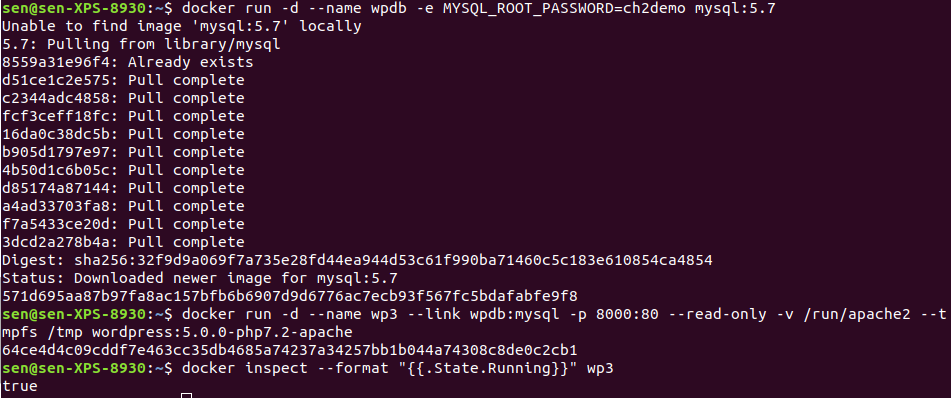 sen@sen-XPS-8930:~$ docker run -d --name wpdb -e MYSQL_ROOT_PASSWORD=ch2demo mysql:5.7
Unable to find image 'mysql:5.7' locally
5.7: Pulling from library/mysql
8559a31e96f4: Already exists
d51ce1c2e575: Pull complete
c2344adc4858: Pull complete
fcf3ceff18fc: Pull complete
16da0c38dc5b: Pull complete
b905d1797e97: Pull complete
4b50d1c6b05c: Pull complete
d85174a87144: Pull complete
a4ad33703fa8: Pull complete
f7a5433ce20d: Pull complete
3dcd2a278b4a: Pull complete
Digest: sha256:32f9d9a069f7a735e28fd44ea944d53c61f990ba71460c5c183e610854ca4854
Status: Downloaded newer image for mysql:5.7
571d695aa87b97fa8ac157bfb6b6907d9d6776ac7ecb93f567fc5bdafabfe9f8
sen@sen-XPS-8930:~$ docker run -d --name wp3 --link wpdb:mysql -p 8000:80 --read-only -v /run/apache2 --t
mpfs /tmp wordpress:5.0.0-php7.2-apache
64ce4d4c09cddf7e463cc35db4685a74237a34257bb1b044a74308c8de0c2cb1
sen@sen-XPS-8930:~$ docker inspect --format "{{.State.Running}}" wp3
true